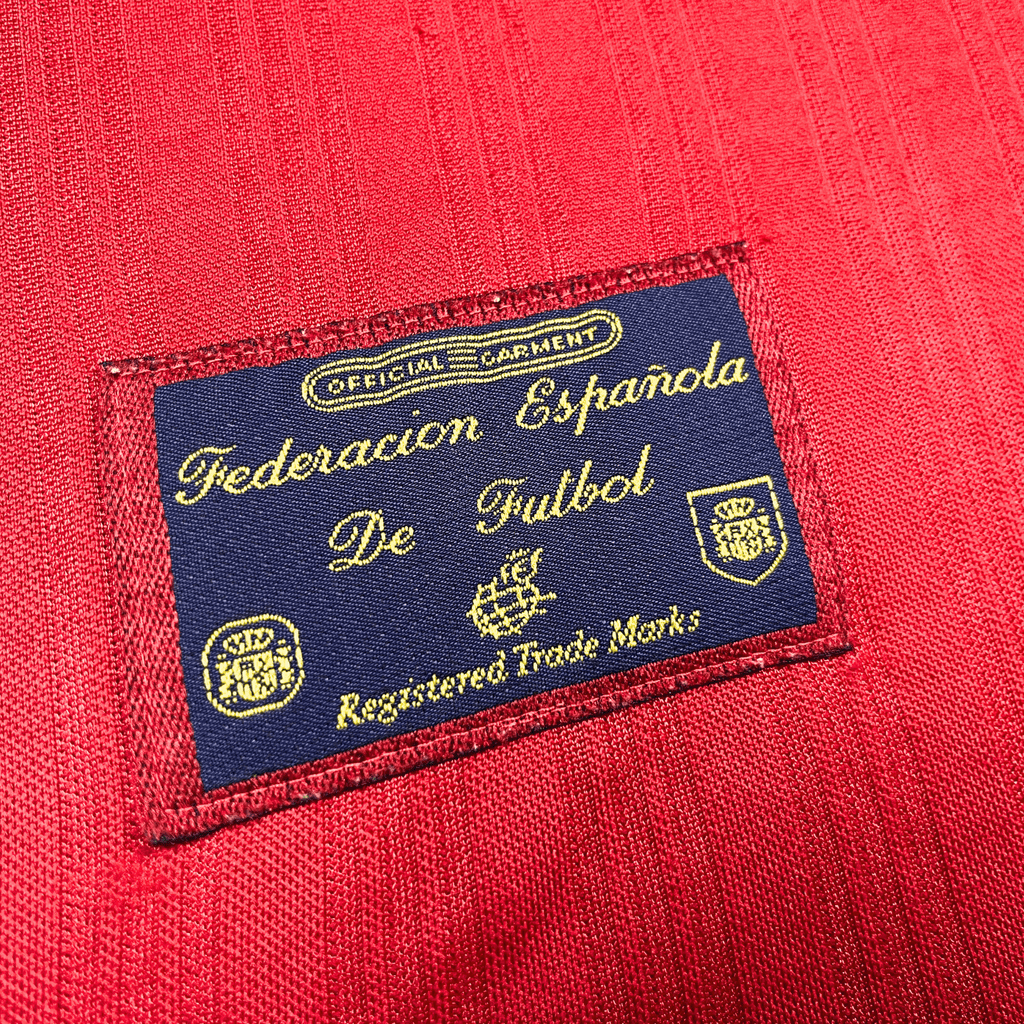 OFFICIAL GARMENT
Federacion Española
De Futbol
Registered Trade Marks